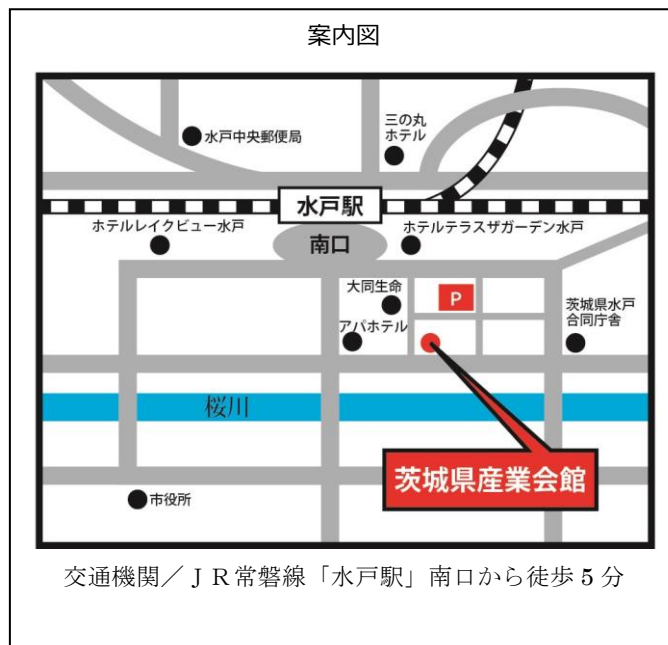 案内図
水戸中央郵便局
三の丸
ホテル
水戸駅
ホテルレイクビュー水戸
南口
ホテルテラスザガーデン水戸
大同生命
P
アパホテル
茨城県水戸
合同庁舎
桜川
茨城県産業会館
市役所
交通機関／ＪＲ常磐線「水戸駅」南口から徒歩 5 分